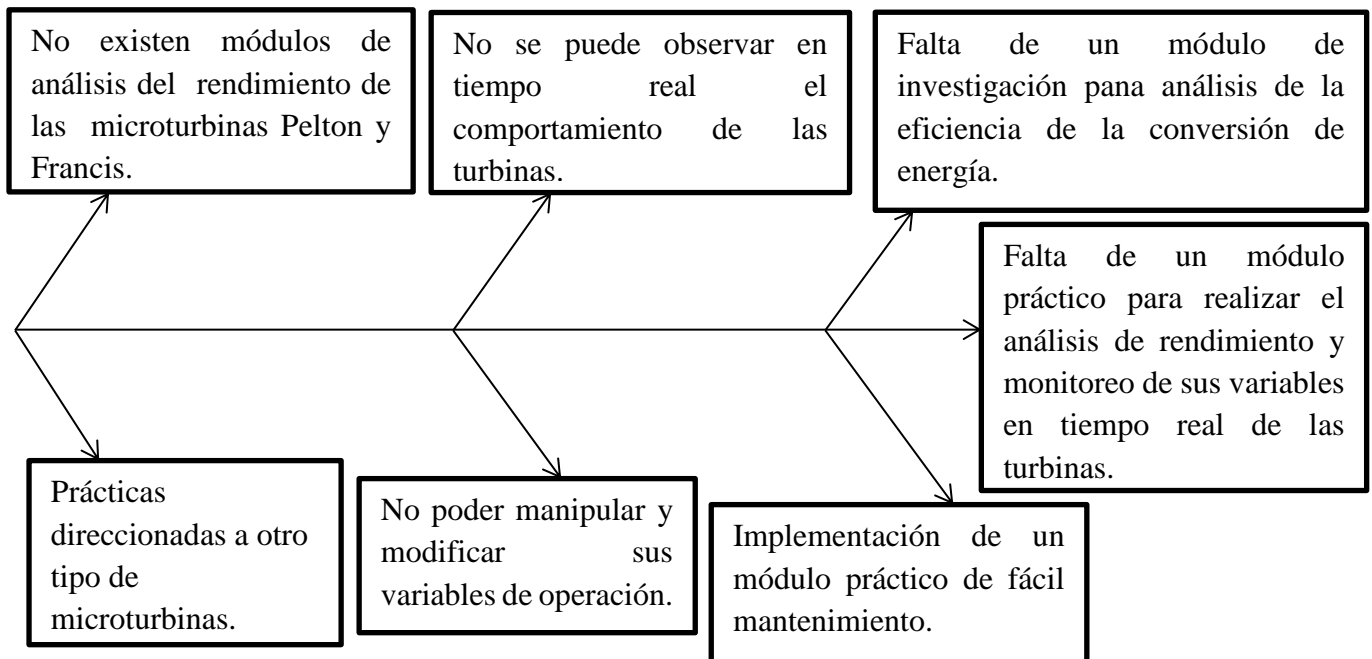 No existen módulos de
análisis del rendimiento de
las microturbinas Pelton y
Francis.
No se puede observar en
tiempo real el
comportamiento de las
turbinas.
Falta de un módulo de
investigación pana análisis de la
eficiencia de la conversión de
energía.
Falta de un módulo
práctico para realizar el
análisis de rendimiento y
monitoreo de sus variables
en tiempo real de las
turbinas.
Prácticas
direccionadas a otro
tipo de
microturbinas.
No poder manipular y
modificar sus
variables de operación.
Implementación de un
módulo práctico de fácil
mantenimiento.